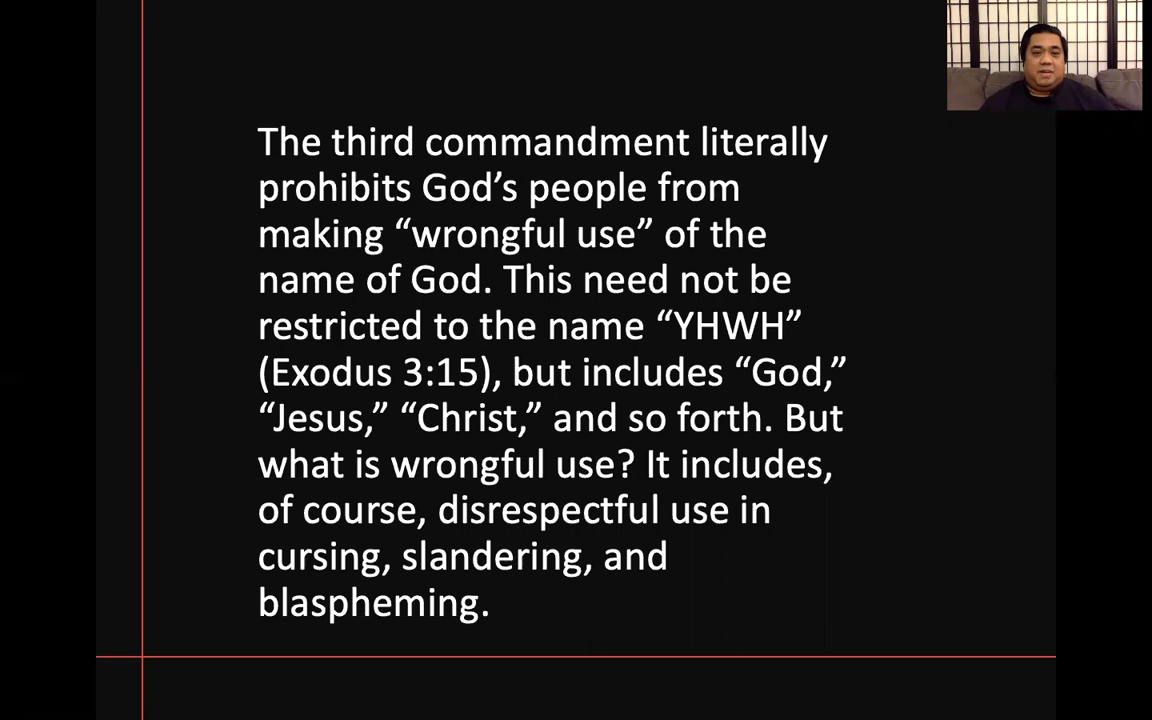 The third commandment literally
prohibits God’s people from
making “wrongful use” of the
name of God. This need not be
restricted to the name “YHWH”
(Exodus 3:15), but includes “God,”
“Jesus,” “Christ,” and so forth. But
what is wrongful use? It includes,
of course, disrespectful use in
cursing, slandering, and
blaspheming.